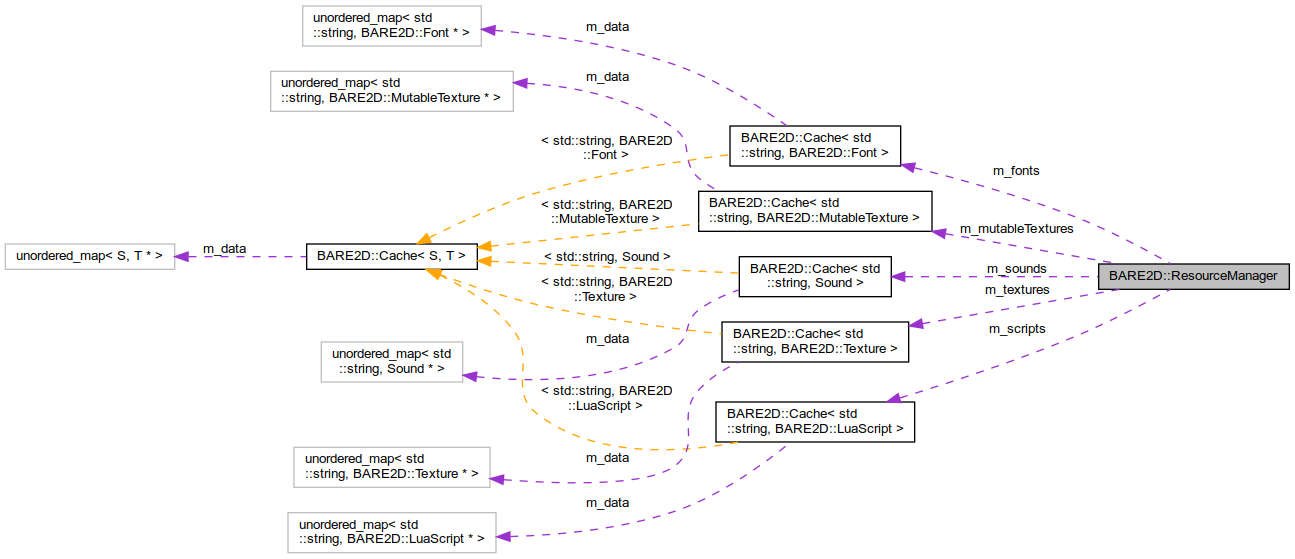 unordered_map< std
::string, BARE2D::Font * >
m_data
unordered_map< std
::string, BARE2D::MutableTexture * >
m_data
< std::string, BARE2D
::Font >
BARE2D::Cache< std
::string, BARE2D::Font >
m_fonts
< std::string, BARE2D
::MutableTexture >
BARE2D::Cache< std
::string, BARE2D::MutableTexture >
m_mutableTextures
unordered_map< S, T * >
m_data
BARE2D::Cache< S, T >
< std::string, Sound >
BARE2D::Cache< std
::string, Sound >
m_sounds
BARE2D::ResourceManager
< std::string, BARE2D
::Texture >
m_textures
unordered_map< std
::string, Sound * >
m_data
BARE2D::Cache< std
::string, BARE2D::Texture >
m_scripts
< std::string, BARE2D
::LuaScript >
BARE2D::Cache< std
::string, BARE2D::LuaScript >
unordered_map< std
::string, BARE2D::Texture * >
m_data
unordered_map< std
::string, BARE2D::LuaScript * >
m_data